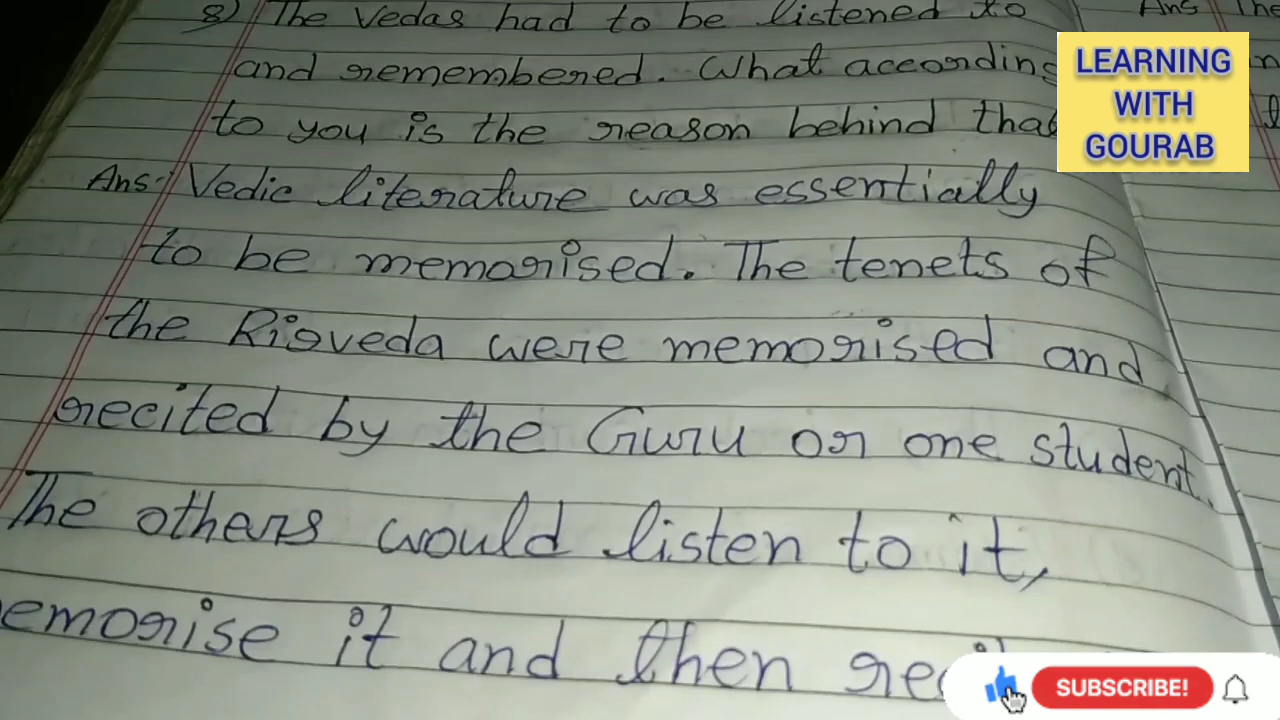 8) The Vedas had to be listened to
and remembered. What according
to you is the reason behind that
Ans:- Vedic literature was essentially
to be memorised. The tenets of
the Rigveda were memorised and
recited by the Guru or one student.
The others would listen to it,
emorise it and then
Ans The
LEARNING
WITH
GOURAB
SUBSCRIBE!